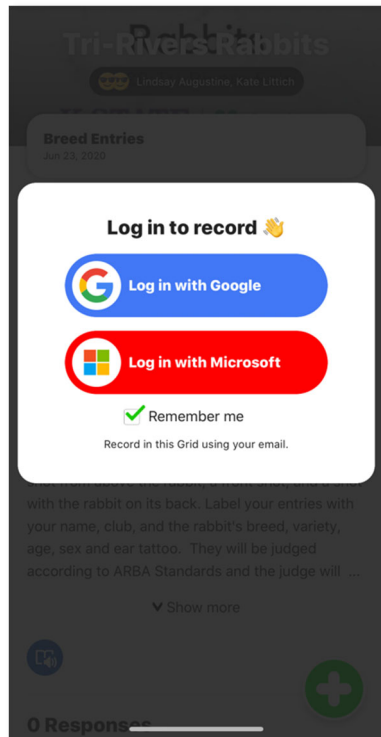 Rabbits
Tri-Rivers Rabbits
Lindsay Augustine, Kate Littich
Breed Entries
Jun 23, 2020
Log in to record 👋
Log in with Google
Log in with Microsoft
Remember me
Record in this Grid using your email.
with the rabbit on its back. Label your entries with
your name, club, and the rabbit's breed, variety,
age, sex and ear tattoo. They will be judged
according to ARBA Standards and the judge will ...
Show more
0 Responses